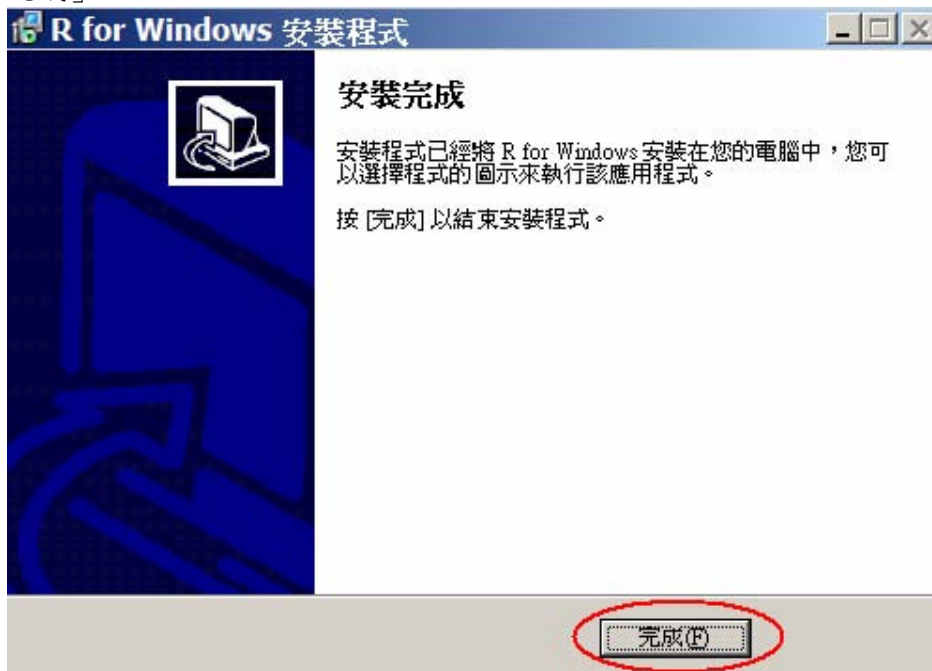 R for Windows 安裝程式
安裝完成
安裝程式已經將 R for Windows 安裝在您的電腦中，您可
以選擇程式的圖示來執行該應用程式。
按 [完成] 以結束安裝程式。
完成(F)